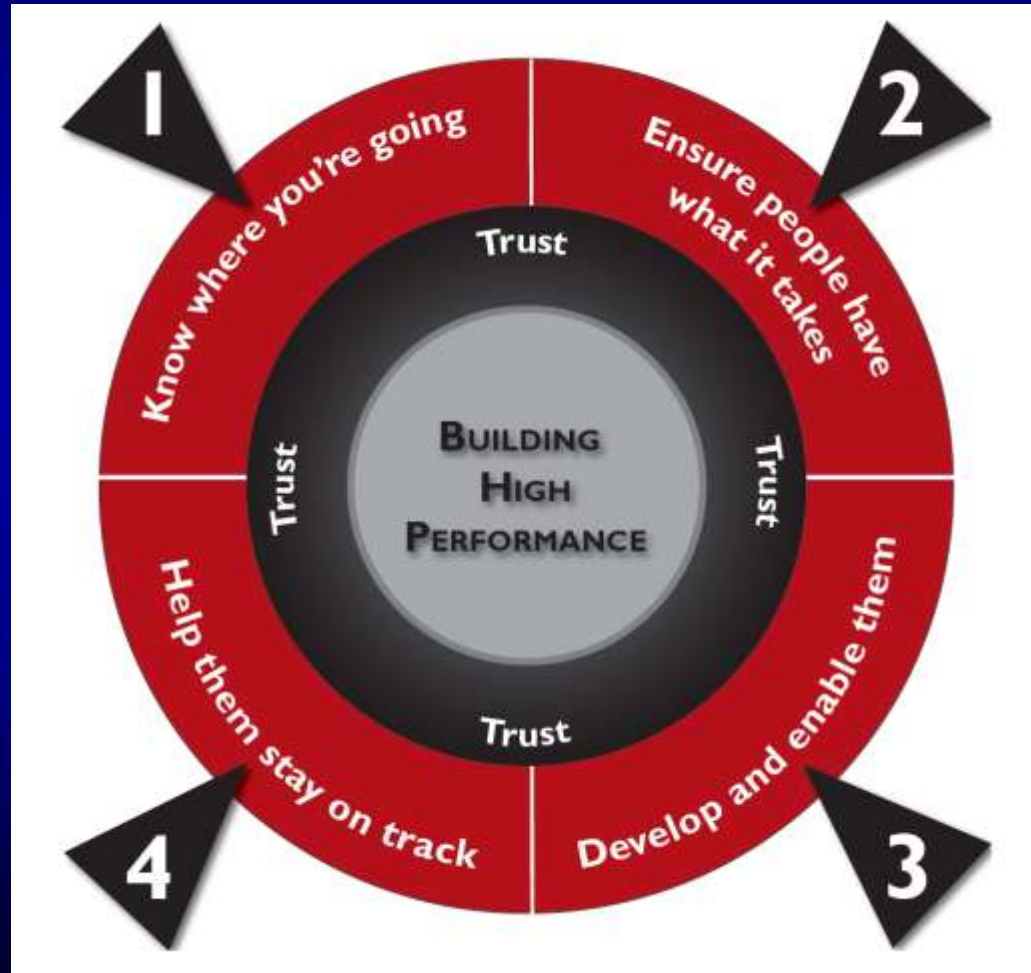 1
Know where you're going
2
Ensure people have
what it takes
Trust
Trust
Trust
Trust
BUILDING
HIGH
PERFORMANCE
4
Help them stay on track
3
Develop and enable them